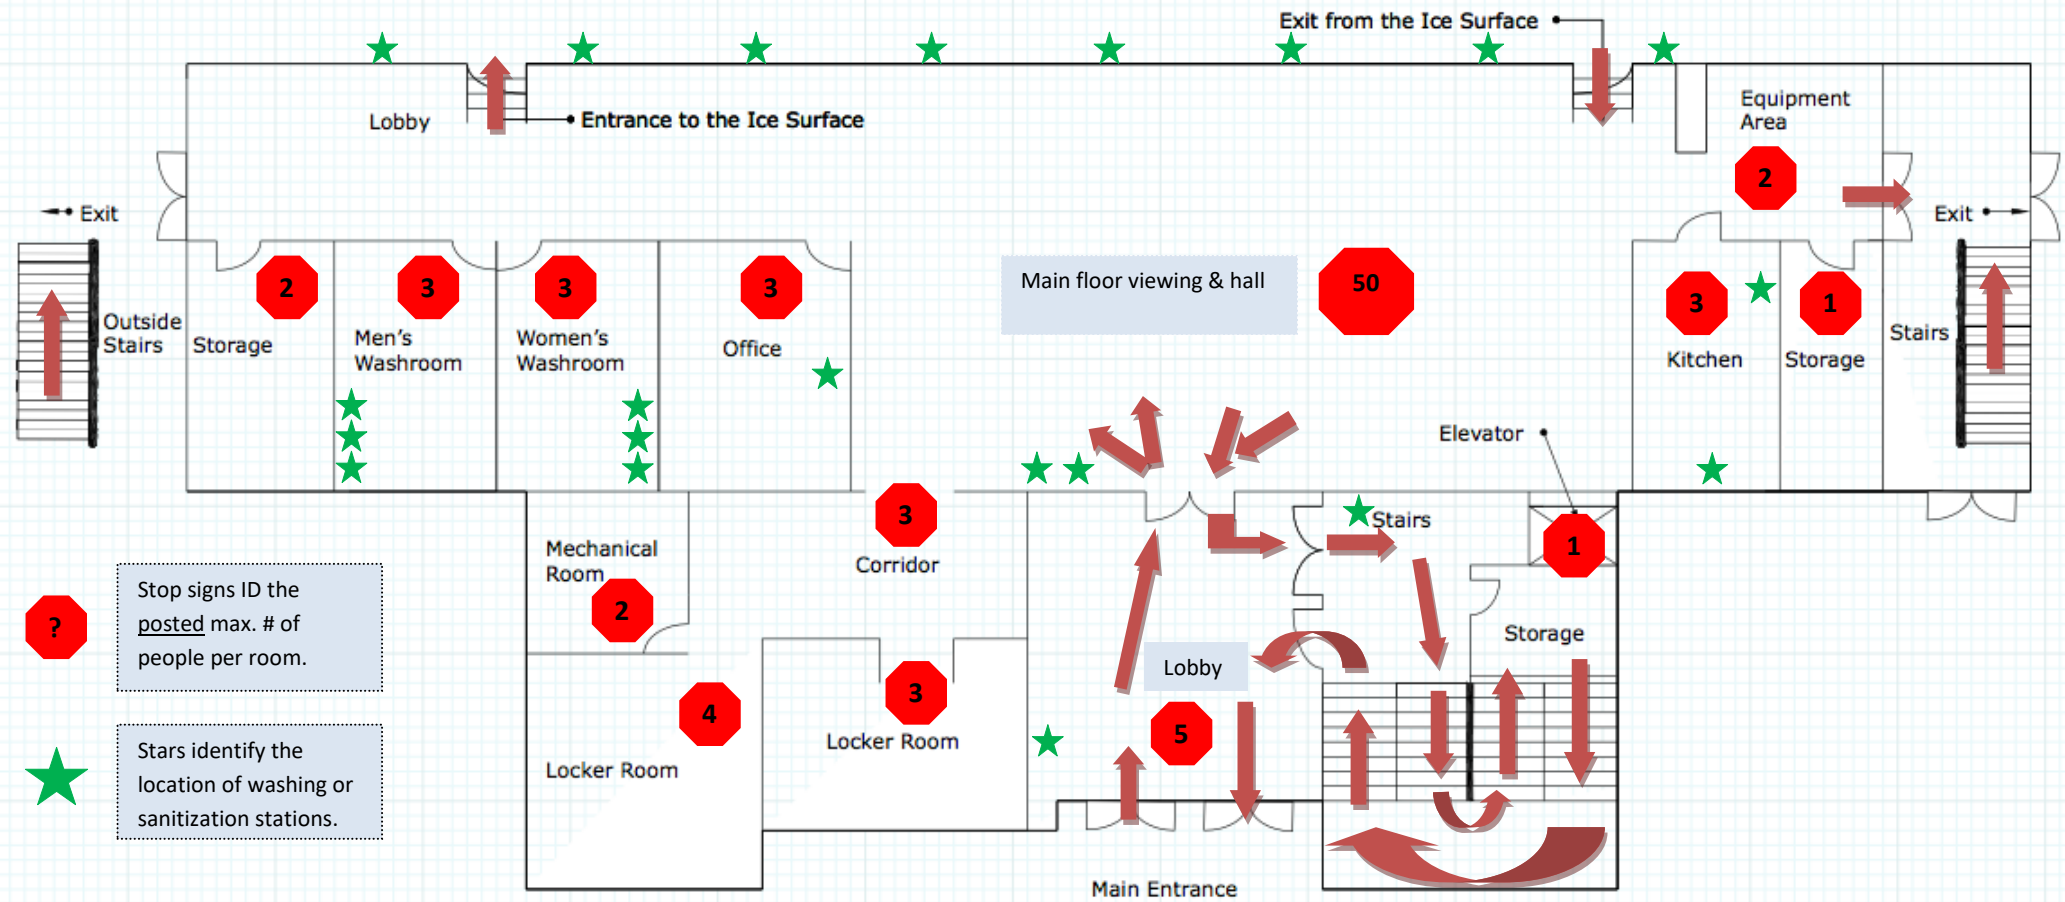 Exit from the Ice Surface
Lobby
Entrance to the Ice Surface
Equipment
Area
2
Exit
Exit
2
3
3
3
Main floor viewing & hall
50
3
1
Outside
Stairs
Storage
Men's
Washroom
Women's
Washroom
Office
Kitchen
Storage
Stairs
Elevator
3
Stairs
1
Mechanical
Room
Corridor
2
Stop signs ID the
posted max. # of
people per room.
?
Storage
Lobby
3
4
5
Locker Room
Locker Room
Stars identify the
location of washing or
sanitization stations.
Main Entrance